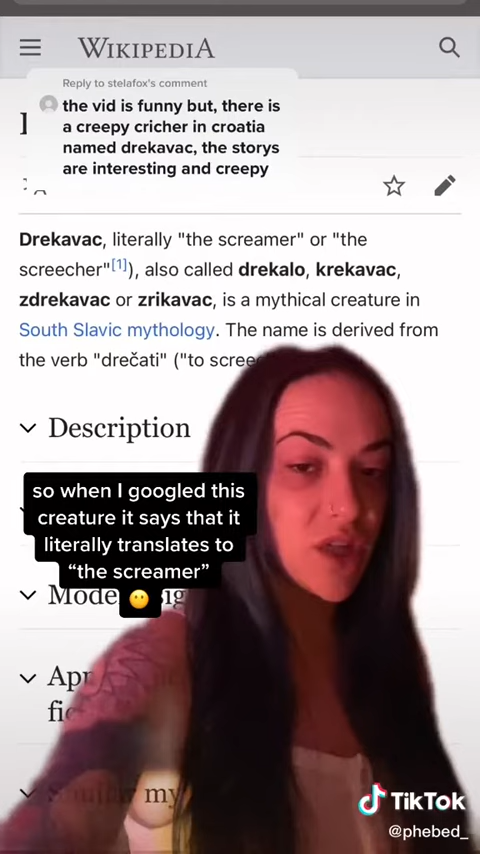 WIKIPEDIA
Reply to stelafox's comment
the vid is funny but, there is
a creepy cricher in croatia
named drekavac, the storys
are interesting and creepy
Drekavac, literally "the screamer" or "the
screecher"[1]), also called drekalo, krekavac,
zdrekavac or zrikavac, is a mythical creature in
South Slavic mythology. The name is derived from
the verb "drečati" ("to scree
Description
so when I googled this
creature it says that it
literally translates to
“the screamer”
😶
TikTok
@phebed_